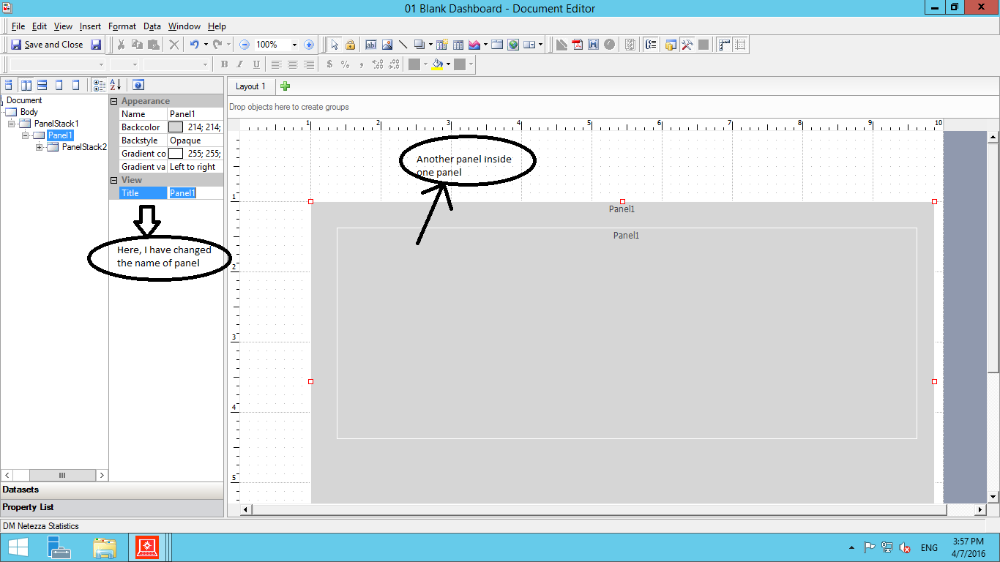 01 Blank Dashboard - Document Editor
File Edit View Insert Format Data Window Help
Save and Close 100%
B I U $ % ,
Layout 1
Drop objects here to create groups
Document
Body
PanelStack1
Panel1
PanelStack2
Appearance
Name Panel1
Backcolor 214; 214;
Backstyle Opaque
Gradient co 255; 255;
Gradient va Left to right
View
Title Panel1
Here, I have changed
the name of panel
1 2 3 4 5 6 7 8 9 10
Another panel inside
one panel
1
2
3
4
5
Panel1
Panel1
Datasets
Property List
DM Netezza Statistics
ENG
3:57 PM
4/7/2016